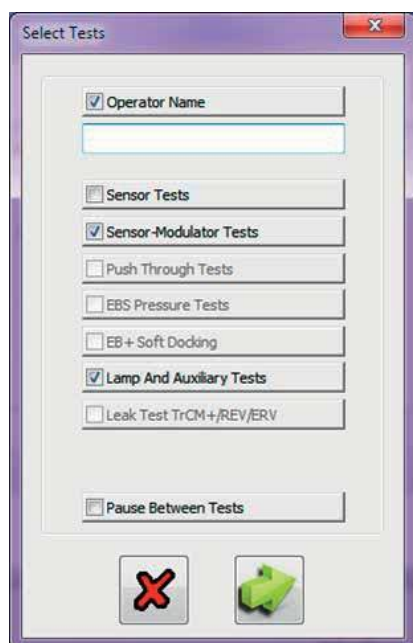 Select Tests
Operator Name
Sensor Tests
Sensor-Modulator Tests
Push Through Tests
EBS Pressure Tests
EB+ Soft Docking
Lamp And Auxiliary Tests
Leak Test TrCM+/REV/ERV
Pause Between Tests